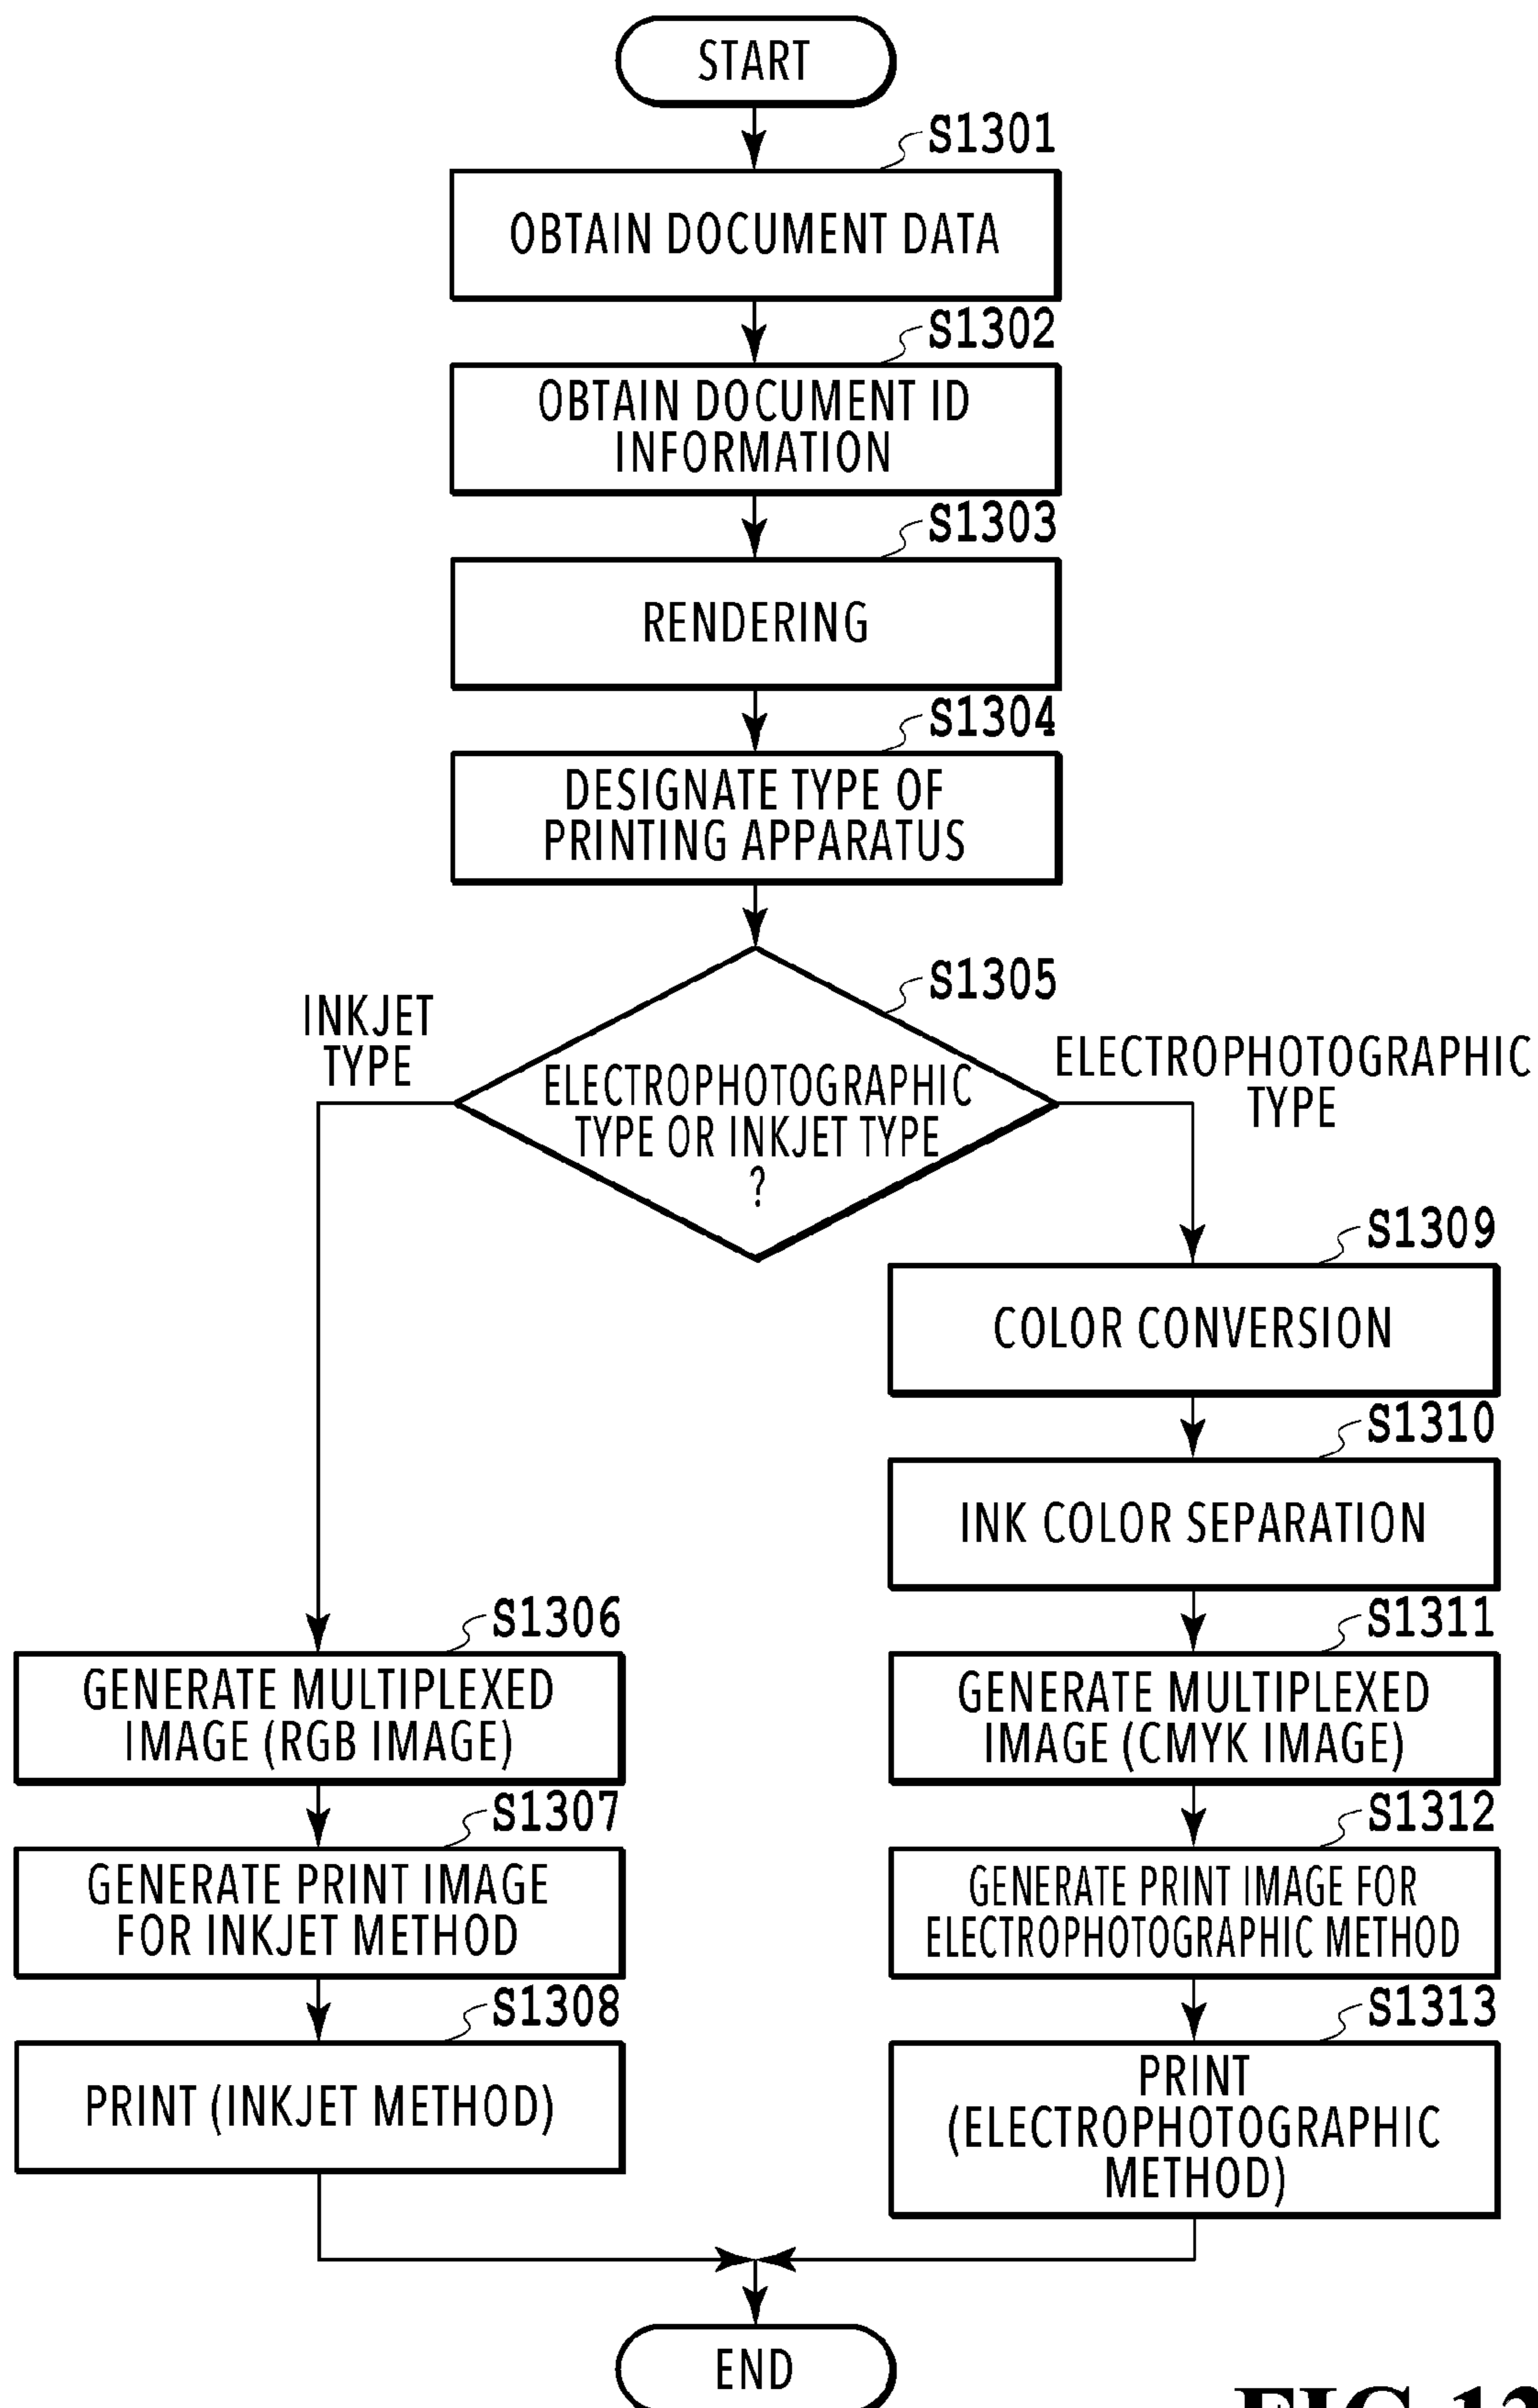 START
S1301
OBTAIN DOCUMENT DATA
S1302
OBTAIN DOCUMENT ID
INFORMATION
S1303
RENDERING
S1304
DESIGNATE TYPE OF
PRINTING APPARATUS
S1305
INKJET
TYPE
ELECTROPHOTOGRAPHIC
TYPE OR INKJET TYPE
?
ELECTROPHOTOGRAPHIC
TYPE
S1309
COLOR CONVERSION
S1310
INK COLOR SEPARATION
S1306
GENERATE MULTIPLEXED
IMAGE (RGB IMAGE)
S1307
GENERATE PRINT IMAGE
FOR INKJET METHOD
S1308
PRINT (INKJET METHOD)
S1311
GENERATE MULTIPLEXED
IMAGE (CMYK IMAGE)
S1312
GENERATE PRINT IMAGE FOR
ELECTROPHOTOGRAPHIC METHOD
S1313
PRINT
(ELECTROPHOTOGRAPHIC
METHOD)
END
FIG.13